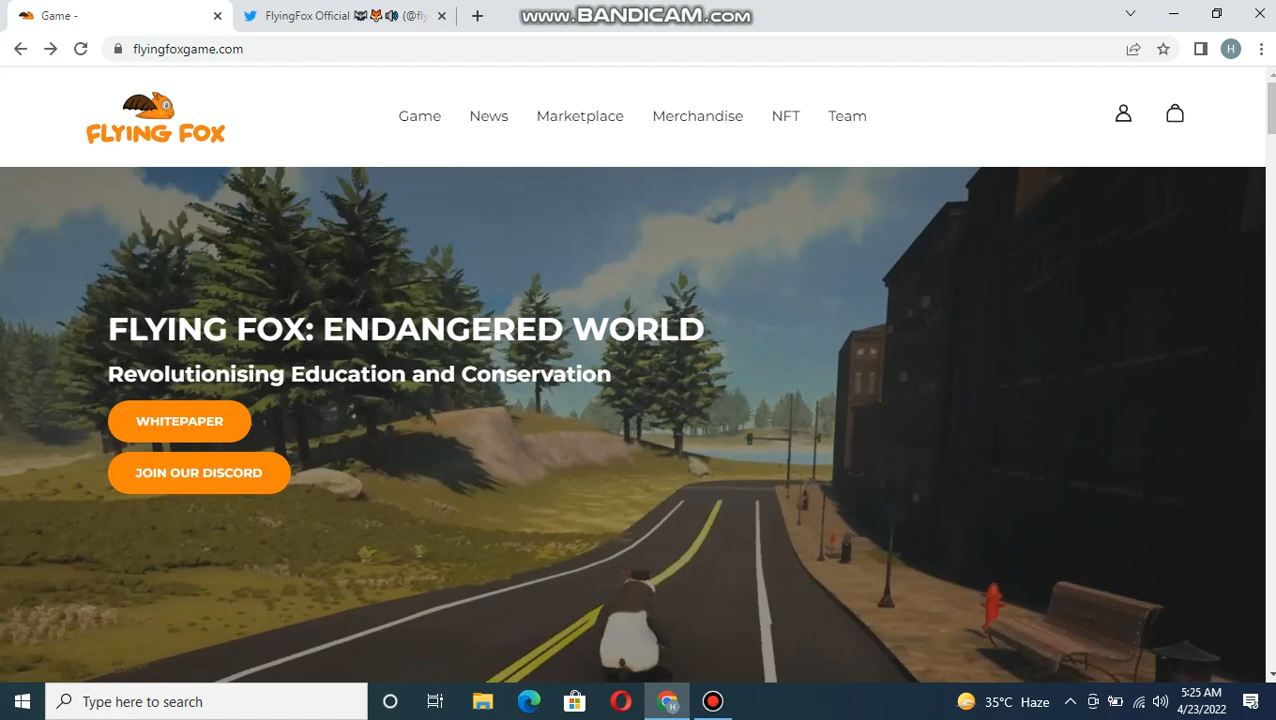 Game -
FlyingFox Official 🦝🦊🔊 (@fly
www.BANDICAM.com
flyingfoxgame.com
H
FLYING FOX
Game
News
Marketplace
Merchandise
NFT
Team
FLYING FOX: ENDANGERED WORLD
Revolutionising Education and Conservation
WHITEPAPER
JOIN OUR DISCORD
Type here to search
H
35°C Haze
5:25 AM
4/23/2022